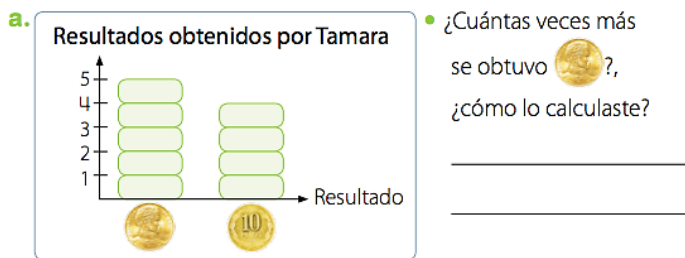 a.
Resultados obtenidos por Tamara
5
4
3
2
1
Resultado
10
• ¿Cuántas veces más
se obtuvo ?,
¿cómo lo calculaste?